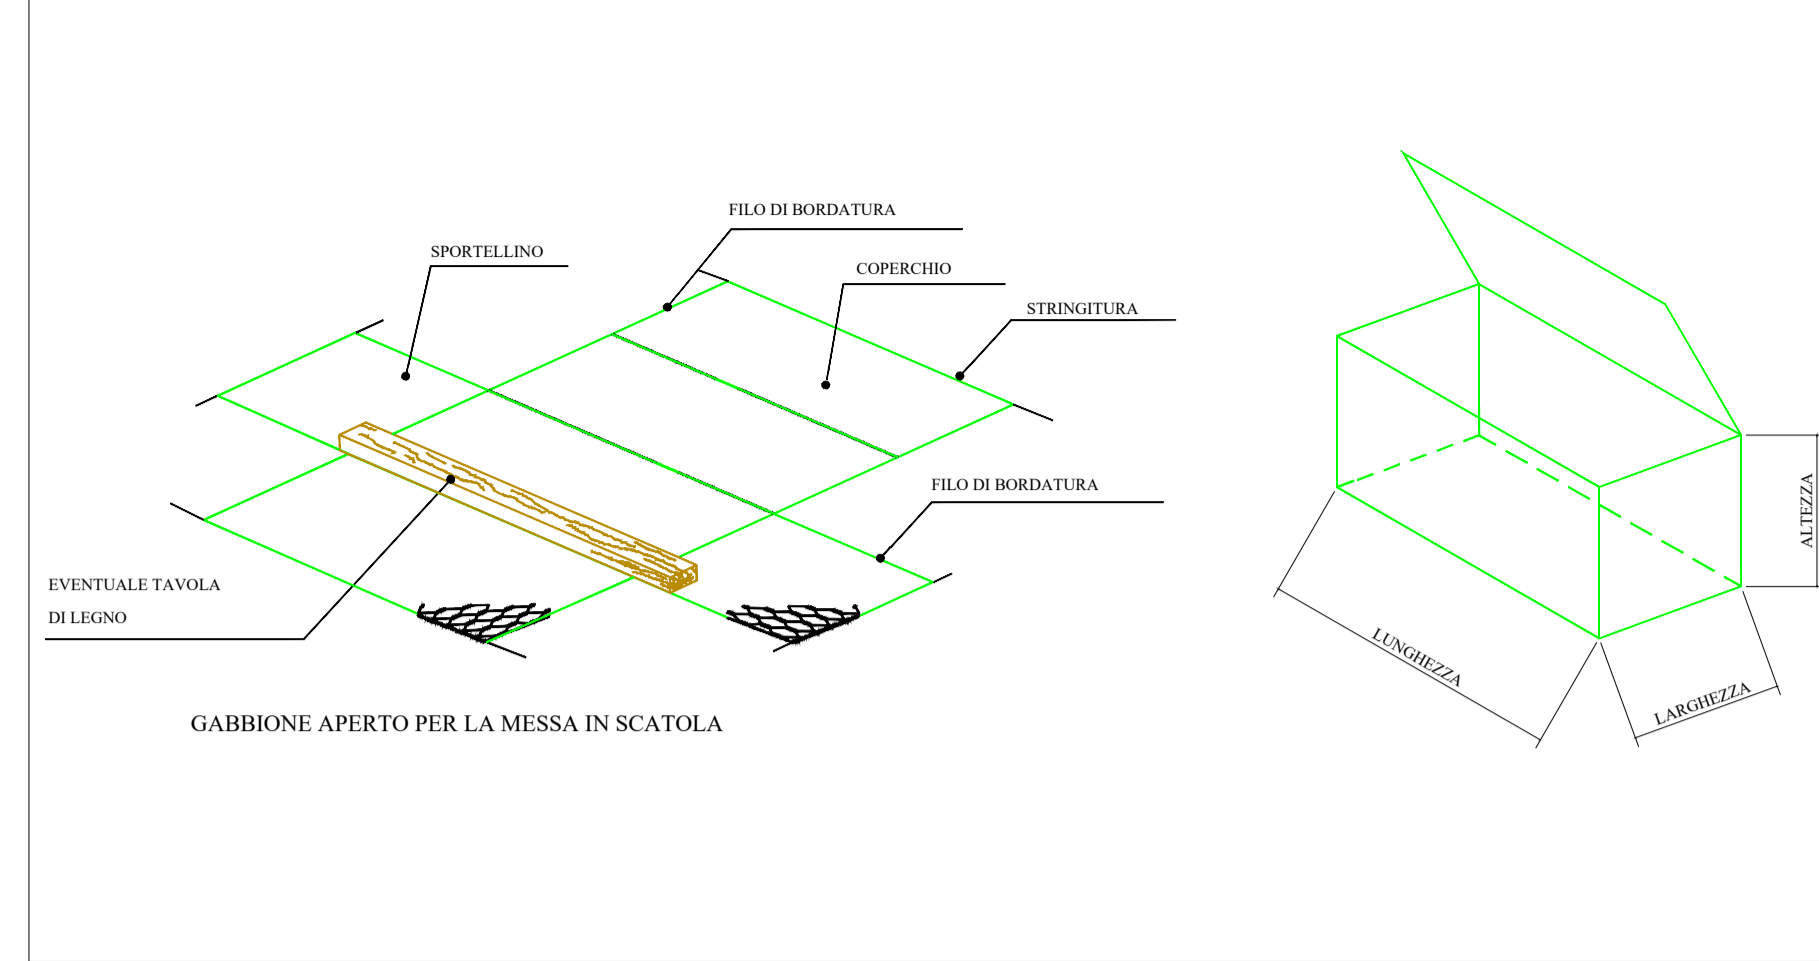 FILO DI BORDATURA
SPORTELLINO
COPERCHIO
STRINGITURA
FILO DI BORDATURA
EVENTUALE TAVOLA
DI LEGNO
GABBIONE APERTO PER LA MESSA IN SCATOLA
ALTEZZA
LUNGHEZZA
LARGHEZZA